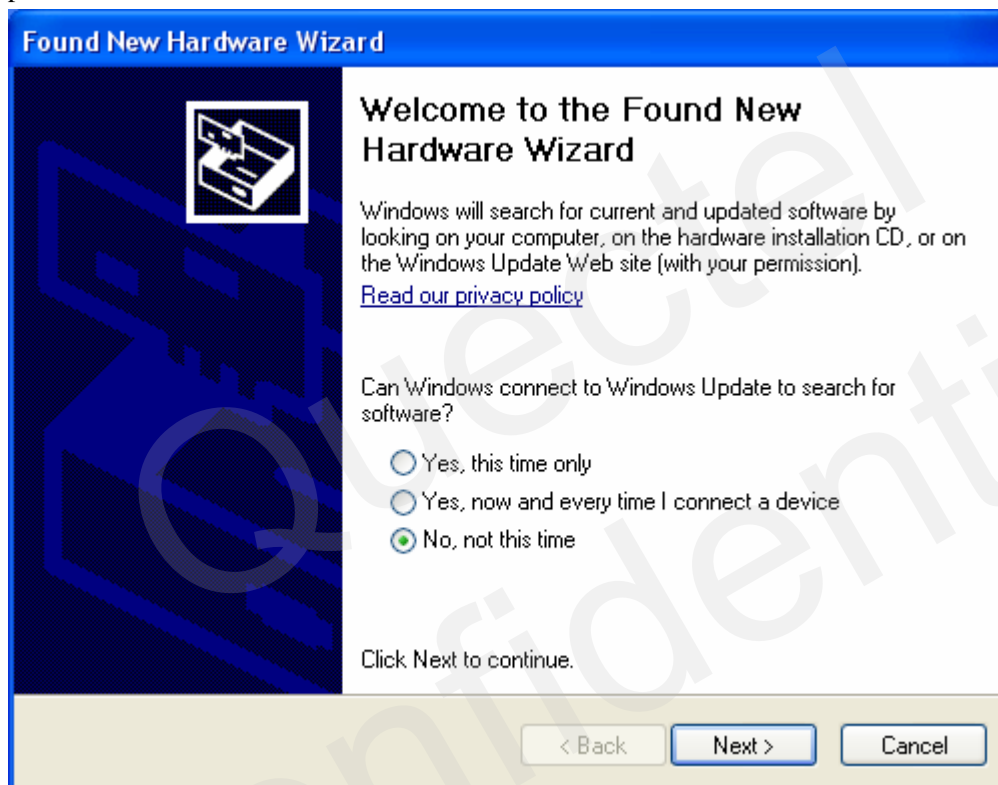 Found New Hardware Wizard
Welcome to the Found New
Hardware Wizard
Windows will search for current and updated software by
looking on your computer, on the hardware installation CD, or on
the Windows Update Web site (with your permission).
Read our privacy policy
Can Windows connect to Windows Update to search for
software?
Yes, this time only
Yes, now and every time I connect a device
No, not this time
Click Next to continue.
< Back
Next >
Cancel
Quectel